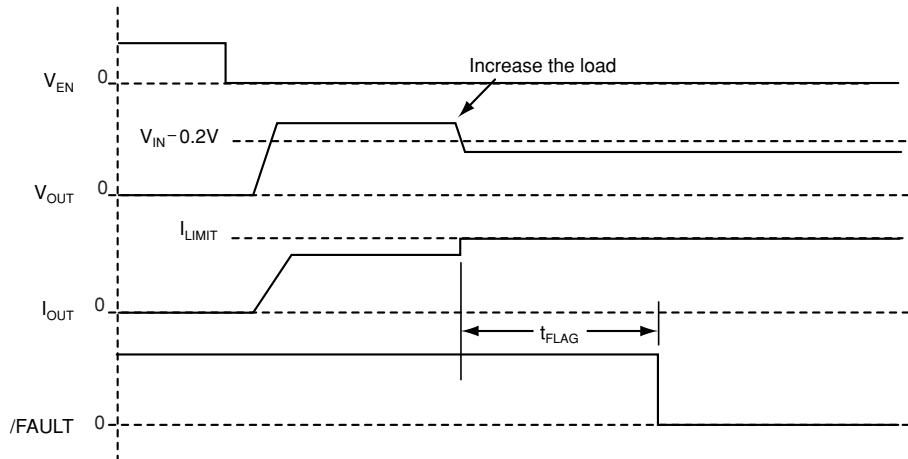 Increase the load
V_EN 0
V_IN − 0.2V
V_OUT 0
I_LIMIT
I_OUT 0
t_FLAG
/FAULT 0